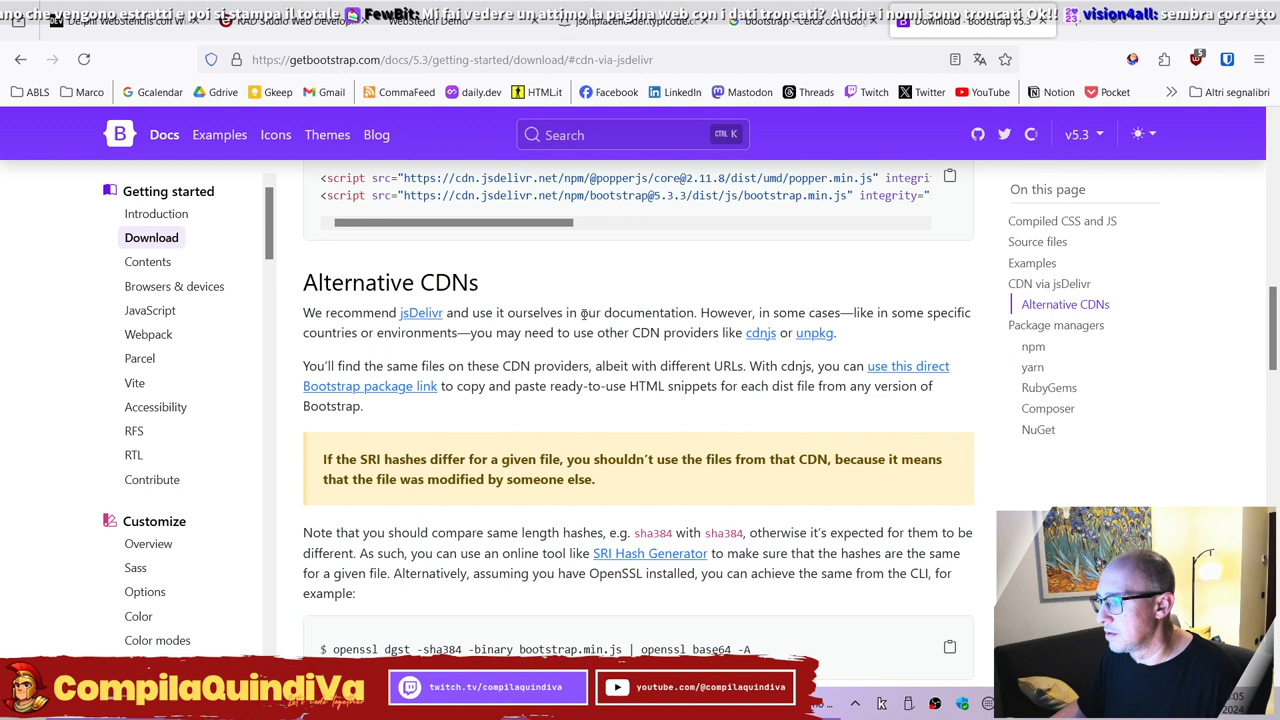 no che vengono estratti e poi si stampa il totale FewBit: Mi fai vedere un attimo la pagina web con i dati troncati? Anche i nomi sono troncati Ok!! vision4all: sembra corretto
getbootstrap.com/docs/5.3/getting-started/download/#cdn-via-jsdelivr
ABLS Marco Gcalendar Gdrive Gkeep Gmail CommaFeed daily.dev HTMLit Facebook LinkedIn Mastodon Threads Twitch Twitter YouTube Notion Pocket Altri segnalibri
B Docs Examples Icons Themes Blog Search CTRL K v5.3
Getting started
Introduction
Download
Contents
Browsers & devices
JavaScript
Webpack
Parcel
Vite
Accessibility
RFS
RTL
Contribute
Customize
Overview
Sass
Options
Color
Color modes
<script src="https://cdn.jsdelivr.net/npm/@popperjs/core@2.11.8/dist/umd/popper.min.js" integrit
<script src="https://cdn.jsdelivr.net/npm/bootstrap@5.3.3/dist/js/bootstrap.min.js" integrity="
Alternative CDNs
We recommend jsDelivr and use it ourselves in our documentation. However, in some cases—like in some specific
countries or environments—you may need to use other CDN providers like cdnjs or unpkg.
You’ll find the same files on these CDN providers, albeit with different URLs. With cdnjs, you can use this direct
Bootstrap package link to copy and paste ready-to-use HTML snippets for each dist file from any version of
Bootstrap.
If the SRI hashes differ for a given file, you shouldn’t use the files from that CDN, because it means
that the file was modified by someone else.
Note that you should compare same length hashes, e.g. sha384 with sha384, otherwise it’s expected for them to be
different. As such, you can use an online tool like SRI Hash Generator to make sure that the hashes are the same
for a given file. Alternatively, assuming you have OpenSSL installed, you can achieve the same from the CLI, for
example:
$ openssl dgst -sha384 -binary bootstrap.min.js | openssl base64 -A
On this page
Compiled CSS and JS
Source files
Examples
CDN via jsDelivr
Alternative CDNs
Package managers
npm
yarn
RubyGems
Composer
NuGet
CompilaQuindiVa
Let's Code Together
twitch.tv/compilaquindiva
youtube.com/@compilaquindiva